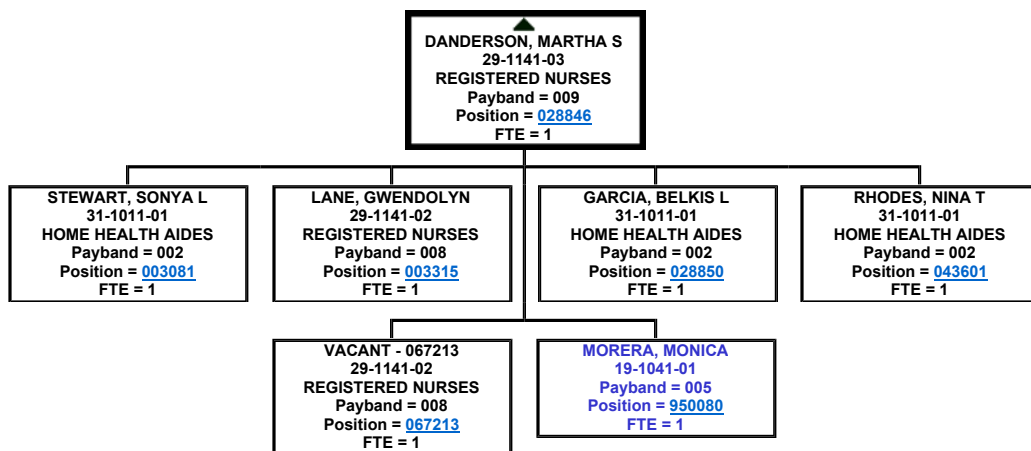 DANDERSON, MARTHA S
29-1141-03
REGISTERED NURSES
Payband = 009
Position = 028846
FTE = 1
STEWART, SONYA L
31-1011-01
HOME HEALTH AIDES
Payband = 002
Position = 003081
FTE = 1
LANE, GWENDOLYN
29-1141-02
REGISTERED NURSES
Payband = 008
Position = 003315
FTE = 1
GARCIA, BELKIS L
31-1011-01
HOME HEALTH AIDES
Payband = 002
Position = 028850
FTE = 1
RHODES, NINA T
31-1011-01
HOME HEALTH AIDES
Payband = 002
Position = 043601
FTE = 1
VACANT - 067213
29-1141-02
REGISTERED NURSES
Payband = 008
Position = 067213
FTE = 1
MORERA, MONICA
19-1041-01
Payband = 005
Position = 950080
FTE = 1